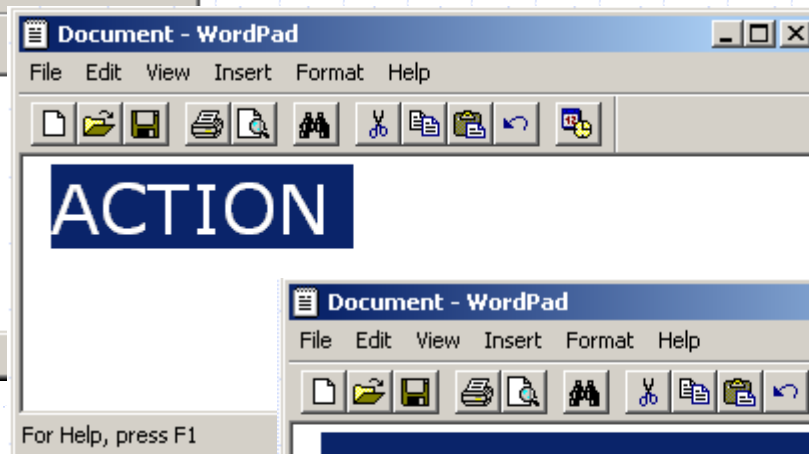 Document - WordPad
File Edit View Insert Format Help
ACTION
Document - WordPad
File Edit View Insert Format Help
For Help, press F1